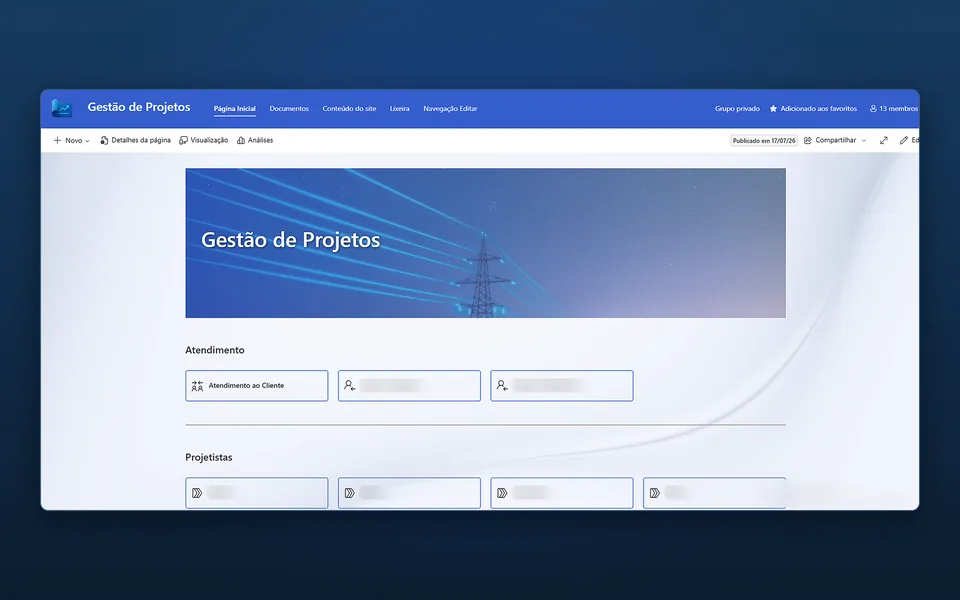 Gestão de Projetos
Página Inicial
Documentos
Conteúdo do site
Lixeira
Navegação Editar
Grupo privado
Adicionado aos favoritos
13 membros
Novo
Detalhes da página
Visualização
Análises
Publicado em 17/07/26
Compartilhar
Ed
Gestão de Projetos
Atendimento
Atendimento ao Cliente
Projetistas